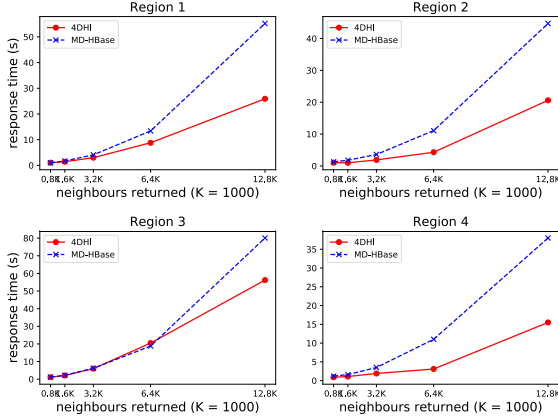 Region 1
Region 2
4DHI
MD-HBase
4DHI
MD-HBase
response time (s)
50
40
30
20
10
0
40
30
20
10
0
0,8K 1,6K 3,2K 6,4K 12,8K
0,8K 1,6K 3,2K 6,4K 12,8K
neighbours returned (K = 1000)
neighbours returned (K = 1000)
Region 3
Region 4
4DHI
MD-HBase
4DHI
MD-HBase
response time (s)
80
70
60
50
40
30
20
10
0
35
30
25
20
15
10
5
0
0,8K 1,6K 3,2K 6,4K 12,8K
0,8K 1,6K 3,2K 6,4K 12,8K
neighbours returned (K = 1000)
neighbours returned (K = 1000)